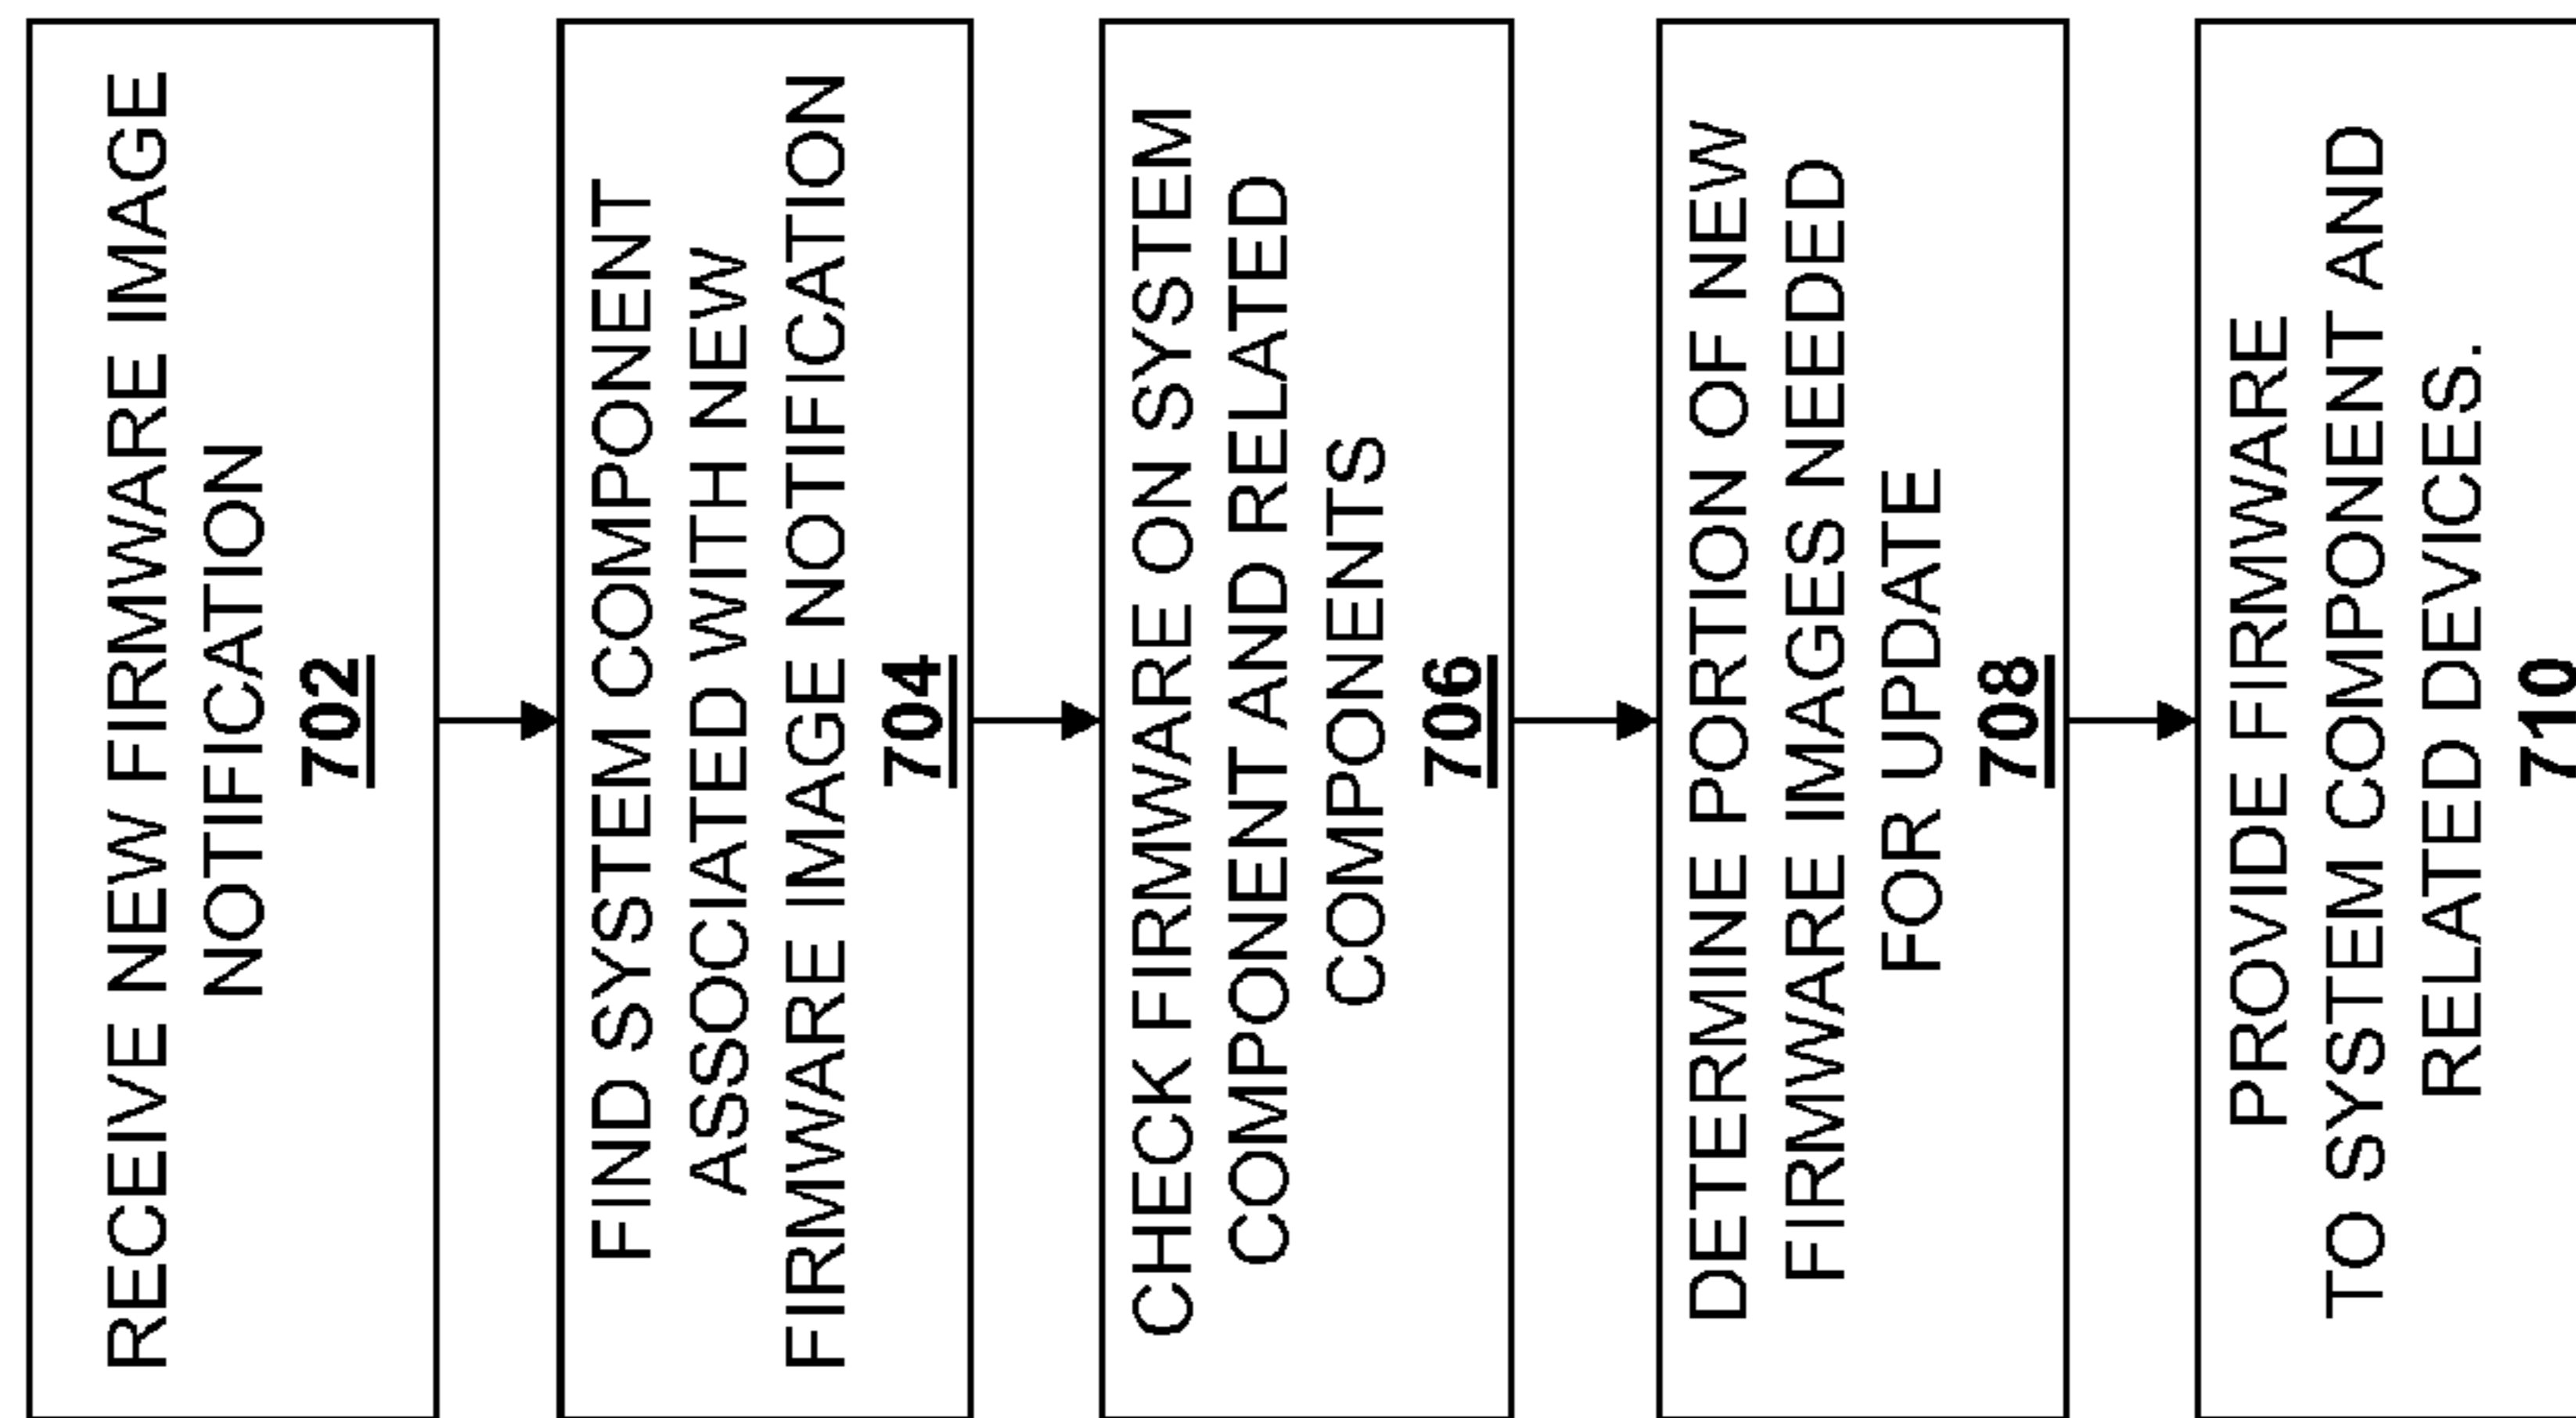 RECEIVE NEW FIRMWARE IMAGE
NOTIFICATION
702
FIND SYSTEM COMPONENT
ASSOCIATED WITH NEW
FIRMWARE IMAGE NOTIFICATION
704
CHECK FIRMWARE ON SYSTEM
COMPONENT AND RELATED
COMPONENTS
706
DETERMINE PORTION OF NEW
FIRMWARE IMAGES NEEDED
FOR UPDATE
708
PROVIDE FIRMWARE
TO SYSTEM COMPONENT AND
RELATED DEVICES.
710